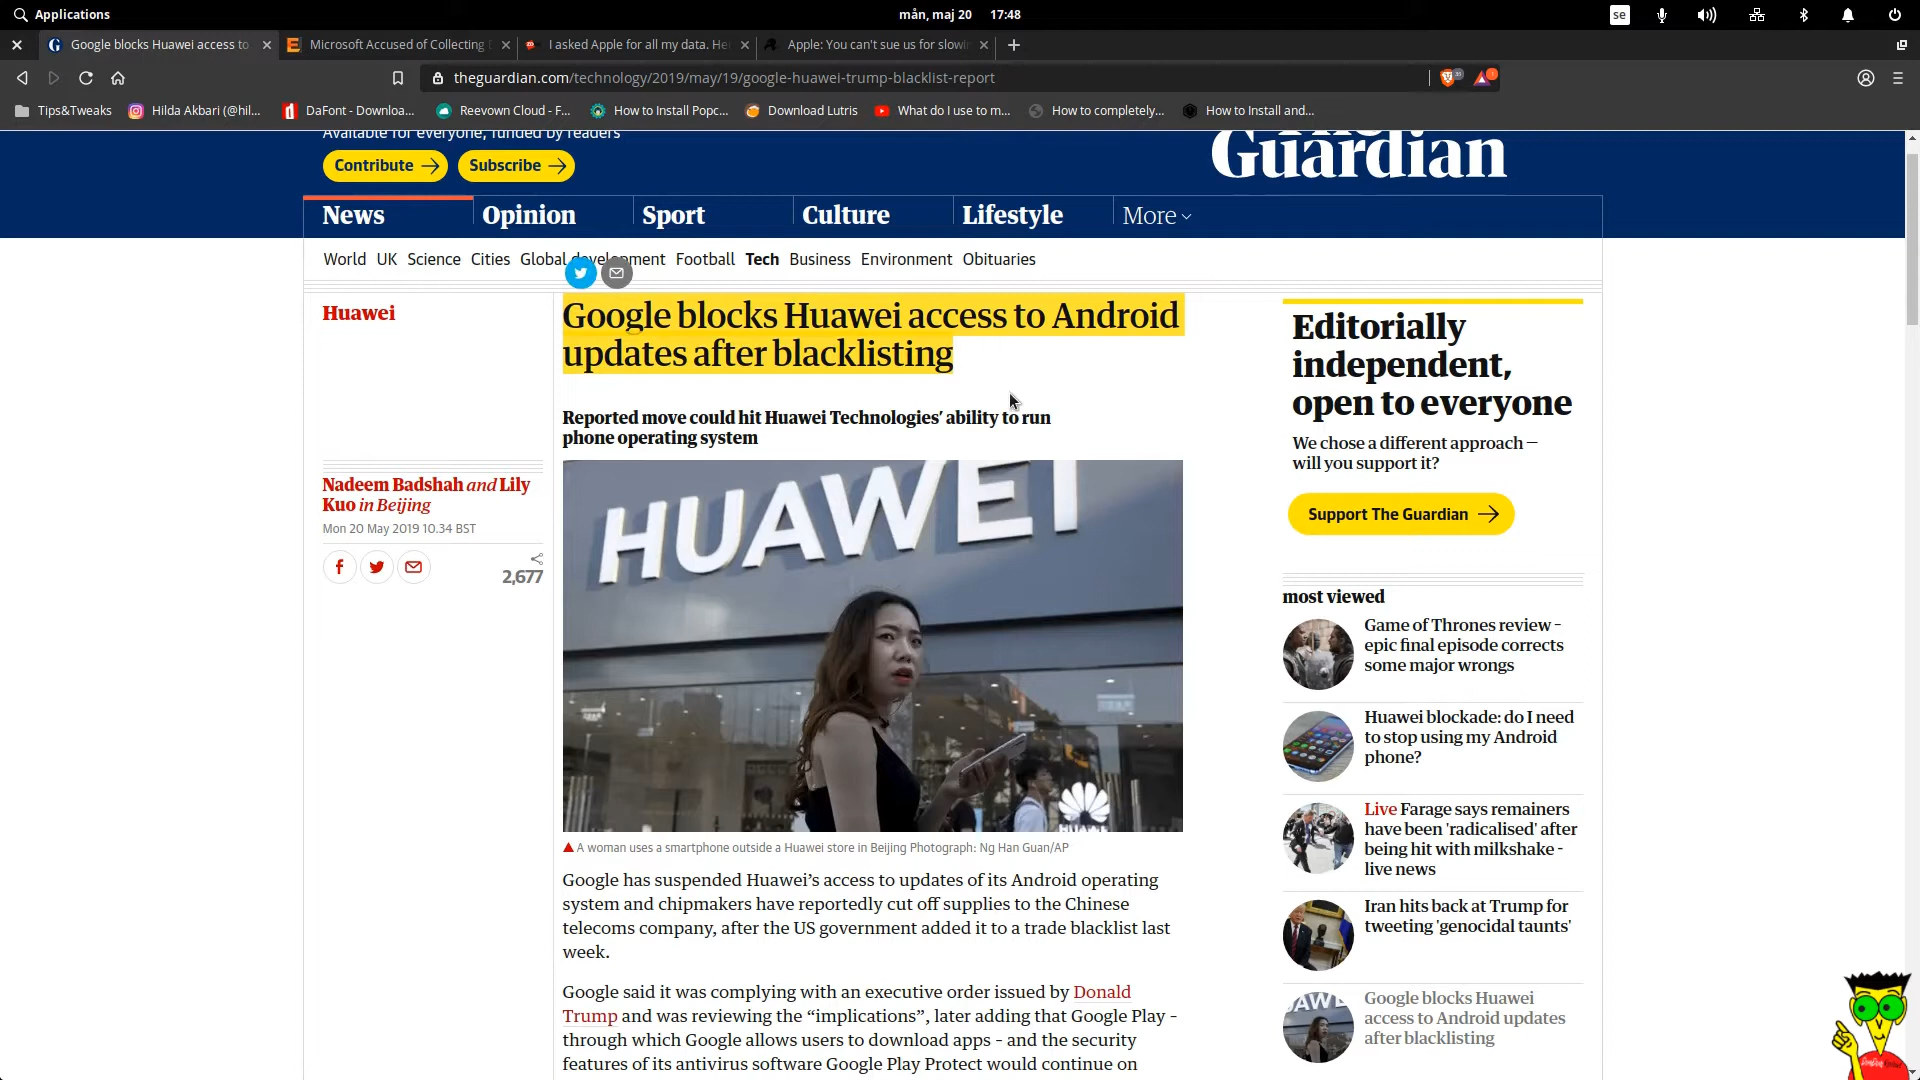 Applications
mån, maj 20 17:48
se
Google blocks Huawei access to
Microsoft Accused of Collecting
I asked Apple for all my data. He
Apple: You can't sue us for slowi
theguardian.com/technology/2019/may/19/google-huawei-trump-blacklist-report
Tips&Tweaks
Hilda Akbari (@hil...
DaFont - Downloa...
Reevown Cloud - F...
How to Install Popc...
Download Lutris
What do I use to m...
How to completely...
How to Install and...
Available for everyone, funded by readers
Contribute
Subscribe
The Guardian
News
Opinion
Sport
Culture
Lifestyle
More
World UK Science Cities Global development Football Tech Business Environment Obituaries
Huawei
Google blocks Huawei access to Android
updates after blacklisting
Reported move could hit Huawei Technologies’ ability to run
phone operating system
Nadeem Badshah and Lily
Kuo in Beijing
Mon 20 May 2019 10.34 BST
2,677
HUAWEI
A woman uses a smartphone outside a Huawei store in Beijing Photograph: Ng Han Guan/AP
Google has suspended Huawei’s access to updates of its Android operating
system and chipmakers have reportedly cut off supplies to the Chinese
telecoms company, after the US government added it to a trade blacklist last
week.
Google said it was complying with an executive order issued by Donald
Trump and was reviewing the “implications”, later adding that Google Play –
through which Google allows users to download apps – and the security
features of its antivirus software Google Play Protect would continue on
Editorially
independent,
open to everyone
We chose a different approach —
will you support it?
Support The Guardian
most viewed
Game of Thrones review –
epic final episode corrects
some major wrongs
Huawei blockade: do I need
to stop using my Android
phone?
Live Farage says remainers
have been 'radicalised' after
being hit with milkshake -
live news
Iran hits back at Trump for
tweeting 'genocidal taunts'
Google blocks Huawei
access to Android updates
after blacklisting